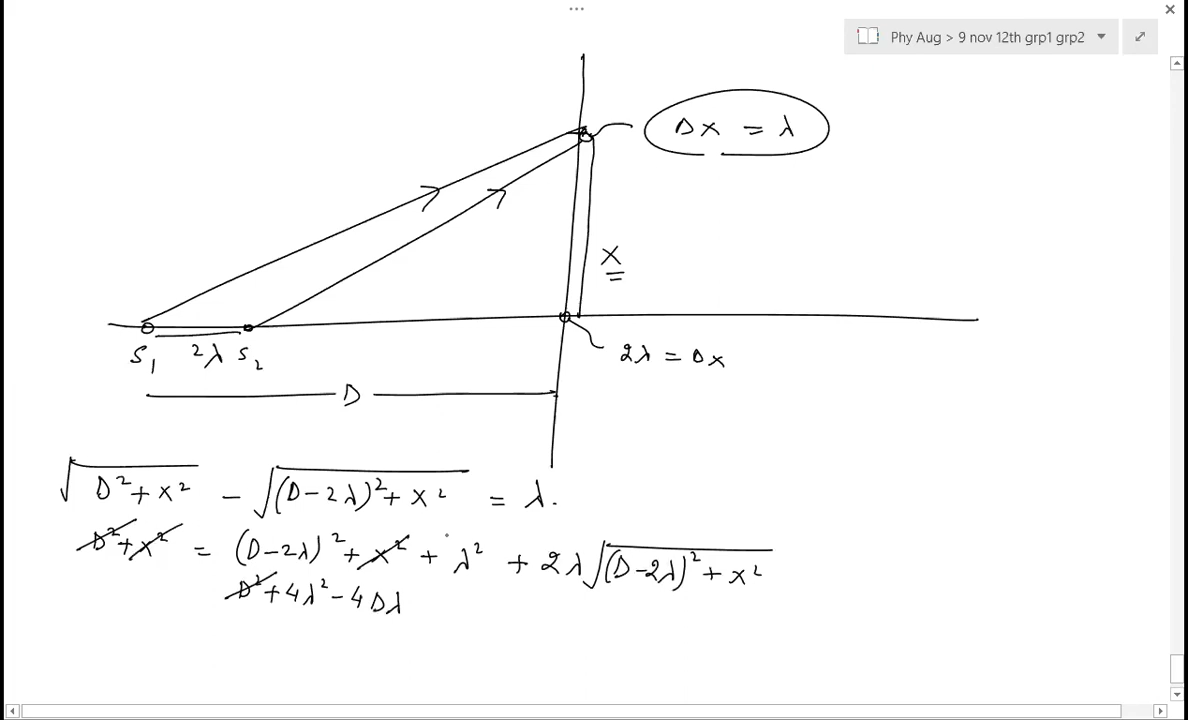 ...
Phy Aug > 9 nov 12th grp1 grp2
Δx = λ
x
S₁ 2λ S₂
2λ = Δx
D
√(D² + x²) − √((D−2λ)² + x²) = λ.
D² + x² = (D−2λ)² + x² + λ² + 2λ√((D−2λ)² + x²)
D² + 4λ² − 4Dλ